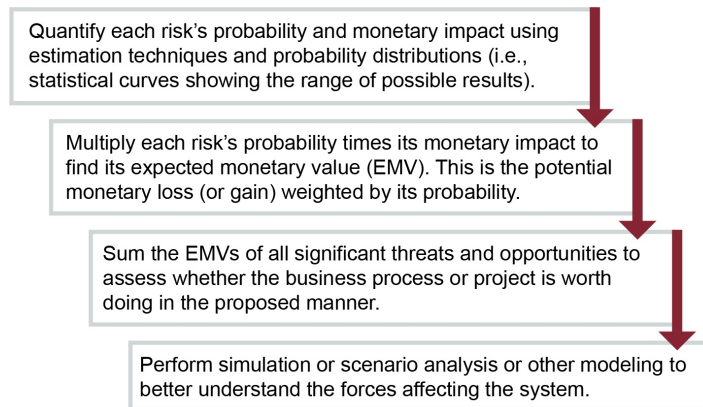 Quantify each risk's probability and monetary impact using
estimation techniques and probability distributions (i.e.,
statistical curves showing the range of possible results).
Multiply each risk's probability times its monetary impact to
find its expected monetary value (EMV). This is the potential
monetary loss (or gain) weighted by its probability.
Sum the EMVs of all significant threats and opportunities to
assess whether the business process or project is worth
doing in the proposed manner.
Perform simulation or scenario analysis or other modeling to
better understand the forces affecting the system.